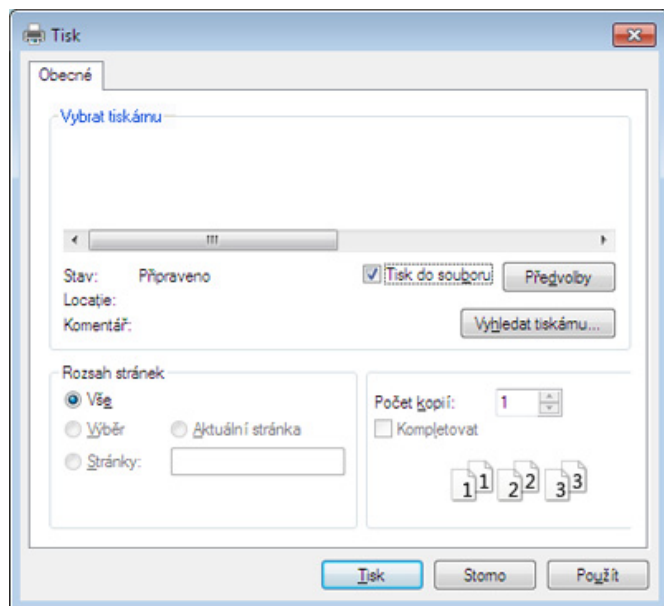 Tisk
Obecné
Vybrat tiskárnu
Stav: Připraveno
Tisk do souboru
Předvolby
Locație:
Komentář:
Vyhledat tiskárnu...
Rozsah stránek
Vše
Výběr
Aktuální stránka
Stránky:
Počet kopií: 1
Kompletovat
1 1 2 2 3 3
Tisk
Storno
Použít